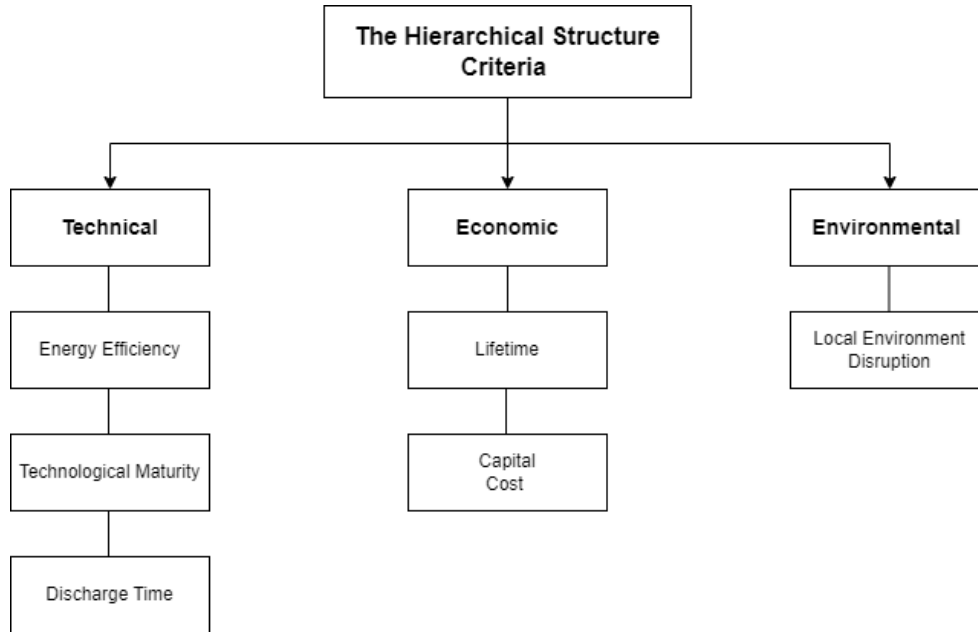 The Hierarchical Structure
Criteria
Technical
Economic
Environmental
Energy Efficiency
Lifetime
Local Environment
Disruption
Technological Maturity
Capital
Cost
Discharge Time